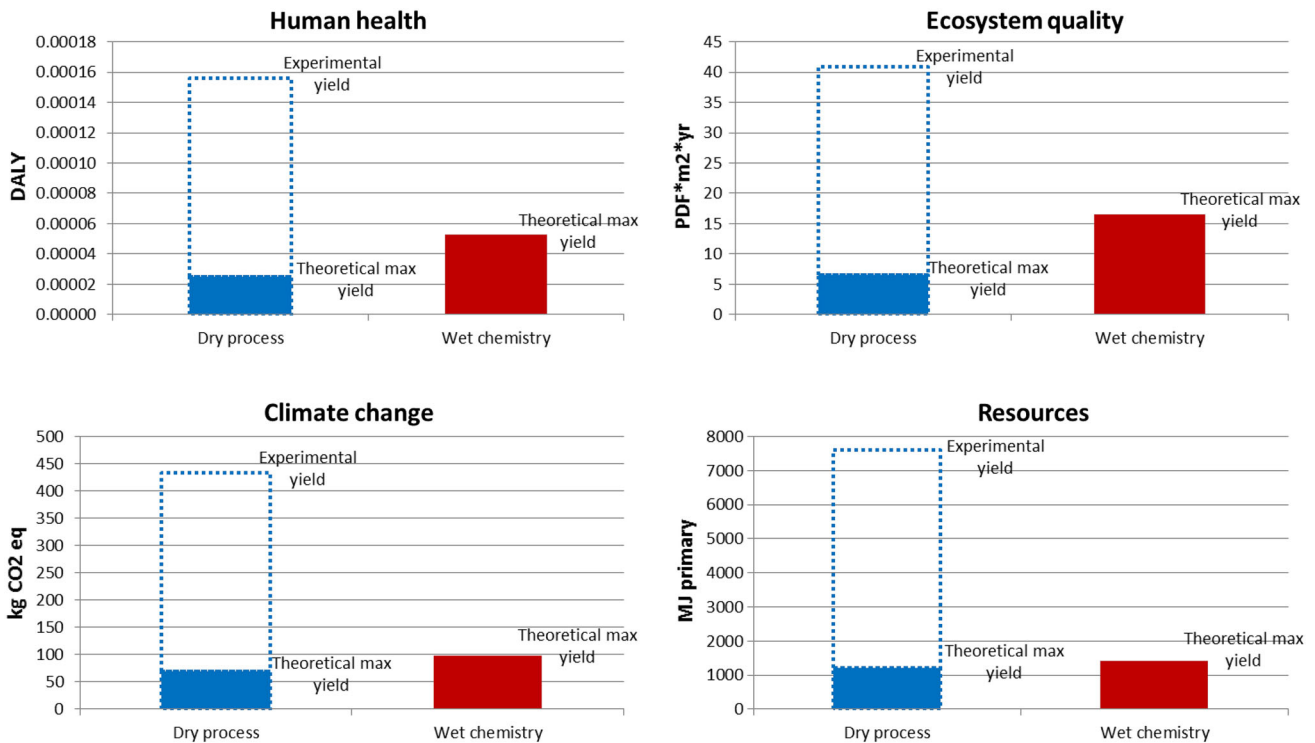 Human health
0.00018
0.00016
0.00014
0.00012
0.00010
0.00008
0.00006
0.00004
0.00002
0.00000
DALY
Experimental
yield
Theoretical max
yield
Theoretical max
yield
Dry process
Wet chemistry
Ecosystem quality
45
40
35
30
25
20
15
10
5
0
PDF*m2*yr
Experimental
yield
Theoretical max
yield
Theoretical max
yield
Dry process
Wet chemistry
Climate change
500
450
400
350
300
250
200
150
100
50
0
kg CO2 eq
Experimental
yield
Theoretical max
yield
Theoretical max
yield
Dry process
Wet chemistry
Resources
8000
7000
6000
5000
4000
3000
2000
1000
0
MJ primary
Experimental
yield
Theoretical max
yield
Theoretical max
yield
Dry process
Wet chemistry